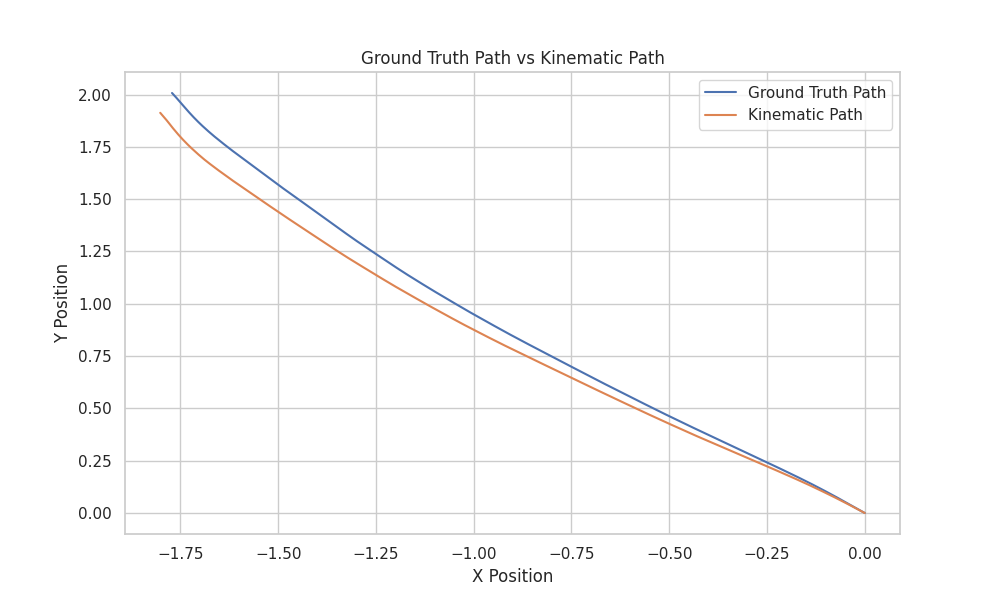 Ground Truth Path vs Kinematic Path
Ground Truth Path
Kinematic Path
Y Position
2.00
1.75
1.50
1.25
1.00
0.75
0.50
0.25
0.00
−1.75 −1.50 −1.25 −1.00 −0.75 −0.50 −0.25 0.00
X Position